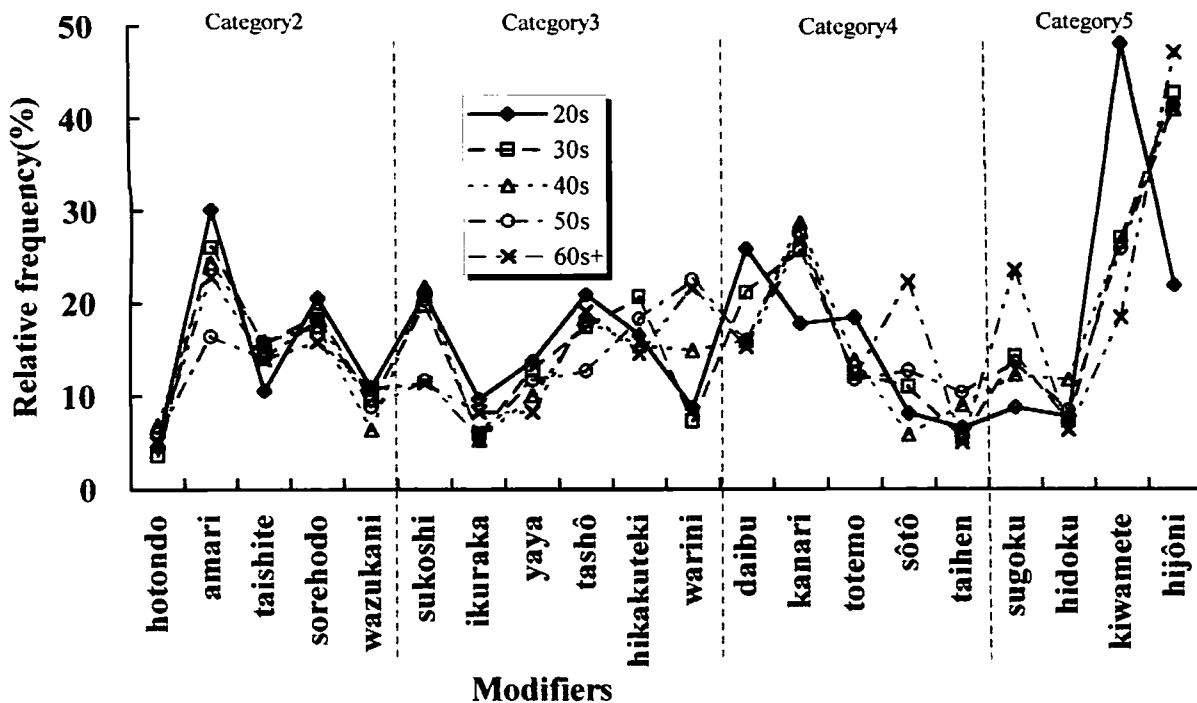 Category2 Category3 Category4 Category5
50
40
30
20
10
0
Relative frequency(%)
20s
30s
40s
50s
60s+
hotondo
amari
taishite
sorehodo
wazukani
sukoshi
ikuraka
yaya
tashô
hikakuteki
warini
daibu
kanari
totemo
sôtô
taihen
sugoku
hidoku
kiwamete
hijôni
Modifiers